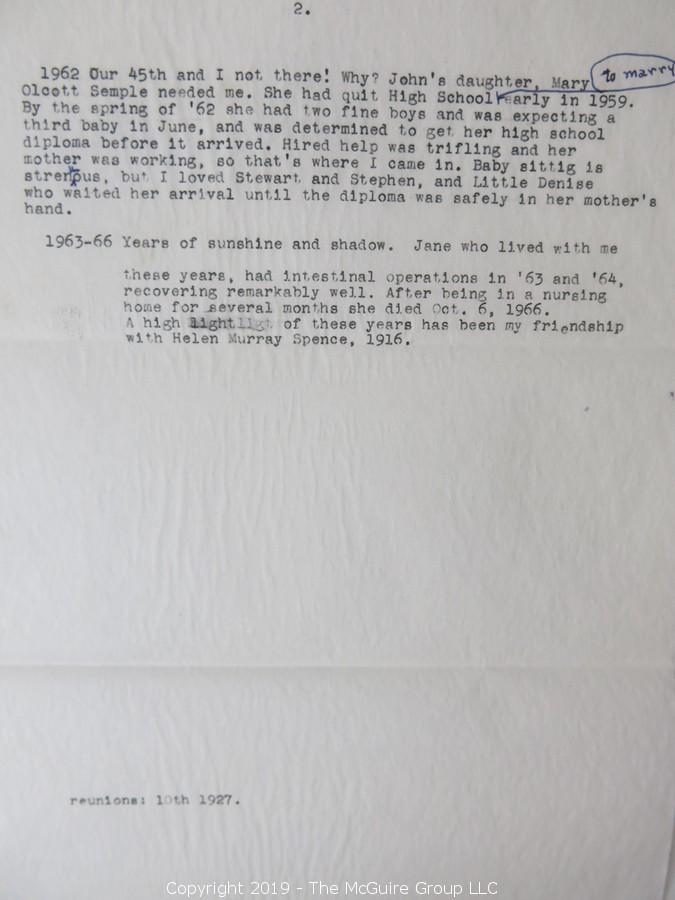 2.
1962 Our 45th and I not there! Why? John's daughter, Mary to marry
Olcott Semple needed me. She had quit High School early in 1959.
By the spring of '62 she had two fine boys and was expecting a
third baby in June, and was determined to get her high school
diploma before it arrived. Hired help was trifling and her
mother was working, so that's where I came in. Baby sittig is
strenous, but I loved Stewart and Stephen, and Little Denise
who waited her arrival until the diploma was safely in her mother's
hand.
1963-66 Years of sunshine and shadow. Jane who lived with me
these years, had intestinal operations in '63 and '64,
recovering remarkably well. After being in a nursing
home for several months she died Oct. 6, 1966.
A high light of these years has been my friendship
with Helen Murray Spence, 1916.
reunions: 10th 1927.
Copyright 2019 - The McGuire Group LLC